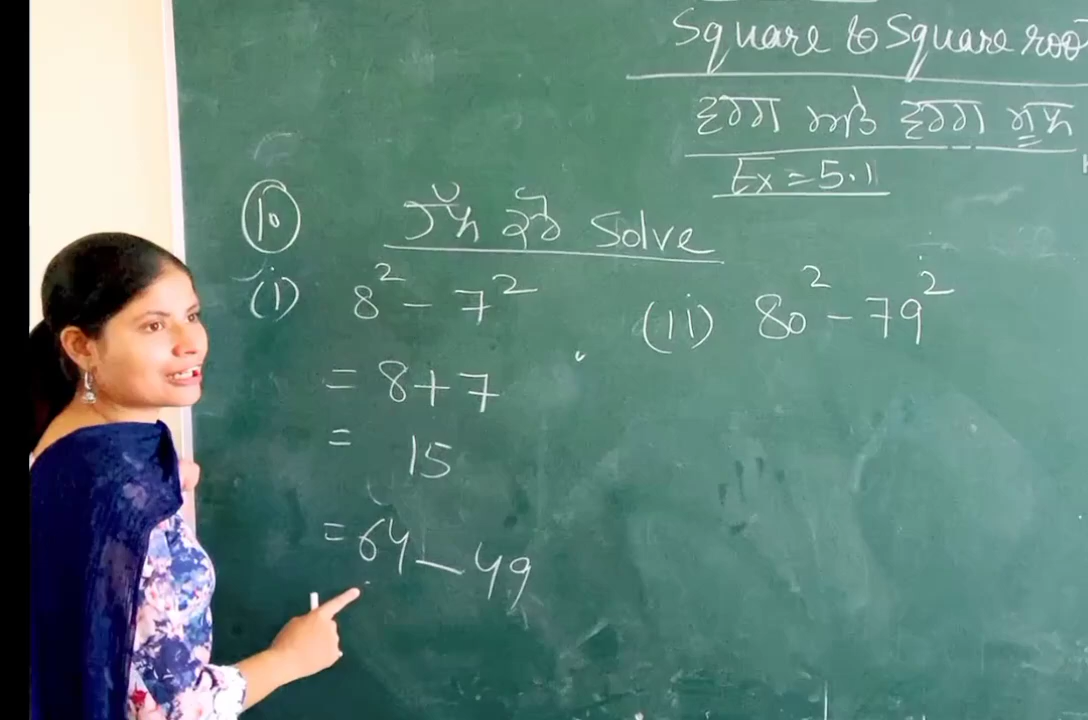 Square & Square root
ਵਰਗ ਅਤੇ ਵਰਗ ਮੂਲ
Ex = 5.1
10 ਹੱਲ ਕਰੋ Solve
(i) 8² - 7² (ii) 80² - 79²
= 8 + 7
= 15
= 64 - 49